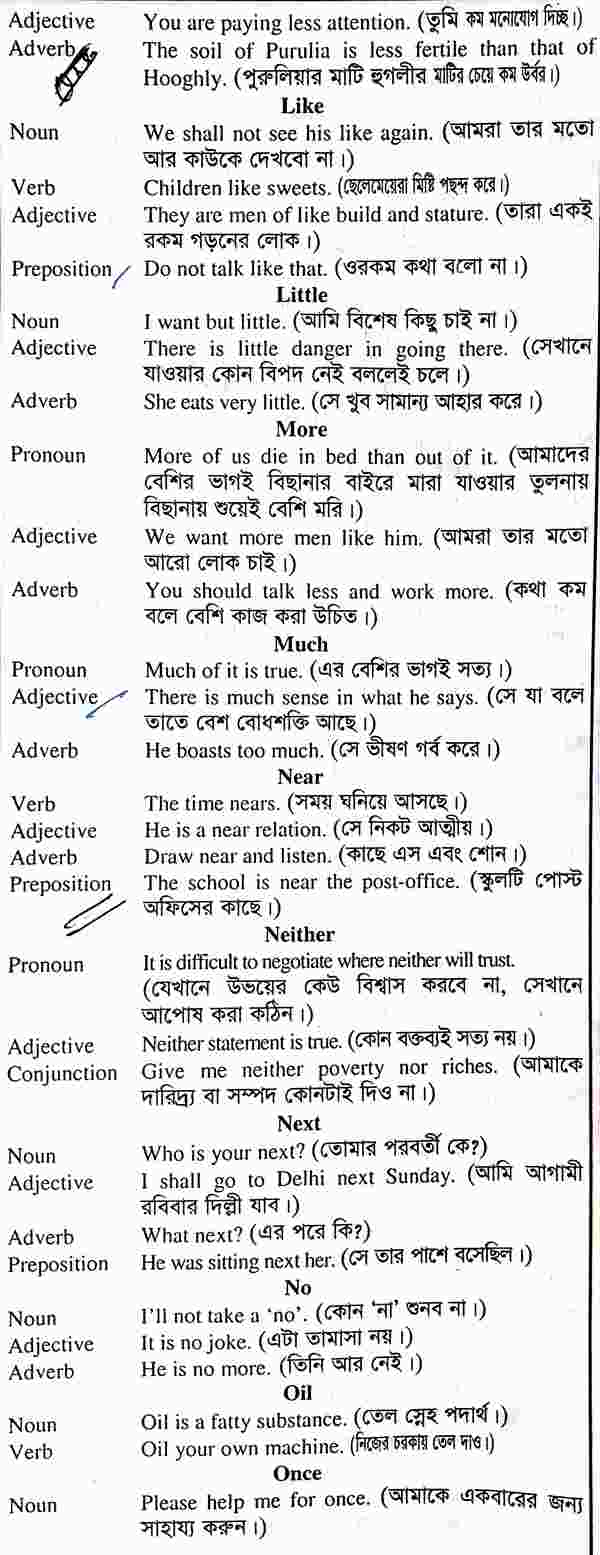 Adjective You are paying less attention. (তুমি কম মনোযোগ দিচ্ছ।)
Adverb The soil of Purulia is less fertile than that of
Hooghly. (পুরুলিয়ার মাটি হুগলীর মাটির চেয়ে কম উর্বর।)
Like
Noun We shall not see his like again. (আমরা তার মতো
আর কাউকে দেখবো না।)
Verb Children like sweets. (ছেলেমেয়েরা মিষ্টি পছন্দ করে।)
Adjective They are men of like build and stature. (তারা একই
রকম গড়নের লোক।)
Preposition Do not talk like that. (ওরকম কথা বলো না।)
Little
Noun I want but little. (আমি বিশেষ কিছু চাই না।)
Adjective There is little danger in going there. (সেখানে
যাওয়ার কোন বিপদ নেই বললেই চলে।)
Adverb She eats very little. (সে খুব সামান্য আহার করে।)
More
Pronoun More of us die in bed than out of it. (আমাদের
বেশির ভাগই বিছানার বাইরে মারা যাওয়ার তুলনায়
বিছানায় শুয়েই বেশি মরি।)
Adjective We want more men like him. (আমরা তার মতো
আরো লোক চাই।)
Adverb You should talk less and work more. (কথা কম
বলে বেশি কাজ করা উচিত।)
Much
Pronoun Much of it is true. (এর বেশির ভাগই সত্য।)
Adjective There is much sense in what he says. (সে যা বলে
তাতে বেশ বোধশক্তি আছে।)
Adverb He boasts too much. (সে ভীষণ গর্ব করে।)
Near
Verb The time nears. (সময় ঘনিয়ে আসছে।)
Adjective He is a near relation. (সে নিকট আত্মীয়।)
Adverb Draw near and listen. (কাছে এস এবং শোন।)
Preposition The school is near the post-office. (স্কুলটি পোস্ট
অফিসের কাছে।)
Neither
Pronoun It is difficult to negotiate where neither will trust.
(যেখানে উভয়ের কেউ বিশ্বাস করবে না, সেখানে
আপোষ করা কঠিন।)
Adjective Neither statement is true. (কোন বক্তব্যই সত্য নয়।)
Conjunction Give me neither poverty nor riches. (আমাকে
দারিদ্র্য বা সম্পদ কোনটাই দিও না।)
Next
Noun Who is your next? (তোমার পরবর্তী কে?)
Adjective I shall go to Delhi next Sunday. (আমি আগামী
রবিবার দিল্লী যাব।)
Adverb What next? (এর পরে কি?)
Preposition He was sitting next her. (সে তার পাশে বসেছিল।)
No
Noun I'll not take a ‘no’. (কোন ‘না’ শুনব না।)
Adjective It is no joke. (এটা তামাসা নয়।)
Adverb He is no more. (তিনি আর নেই।)
Oil
Noun Oil is a fatty substance. (তেল স্নেহ পদার্থ।)
Verb Oil your own machine. (নিজের চরকায় তেল দাও।)
Once
Noun Please help me for once. (আমাকে একবারের জন্য
সাহায্য করুন।)